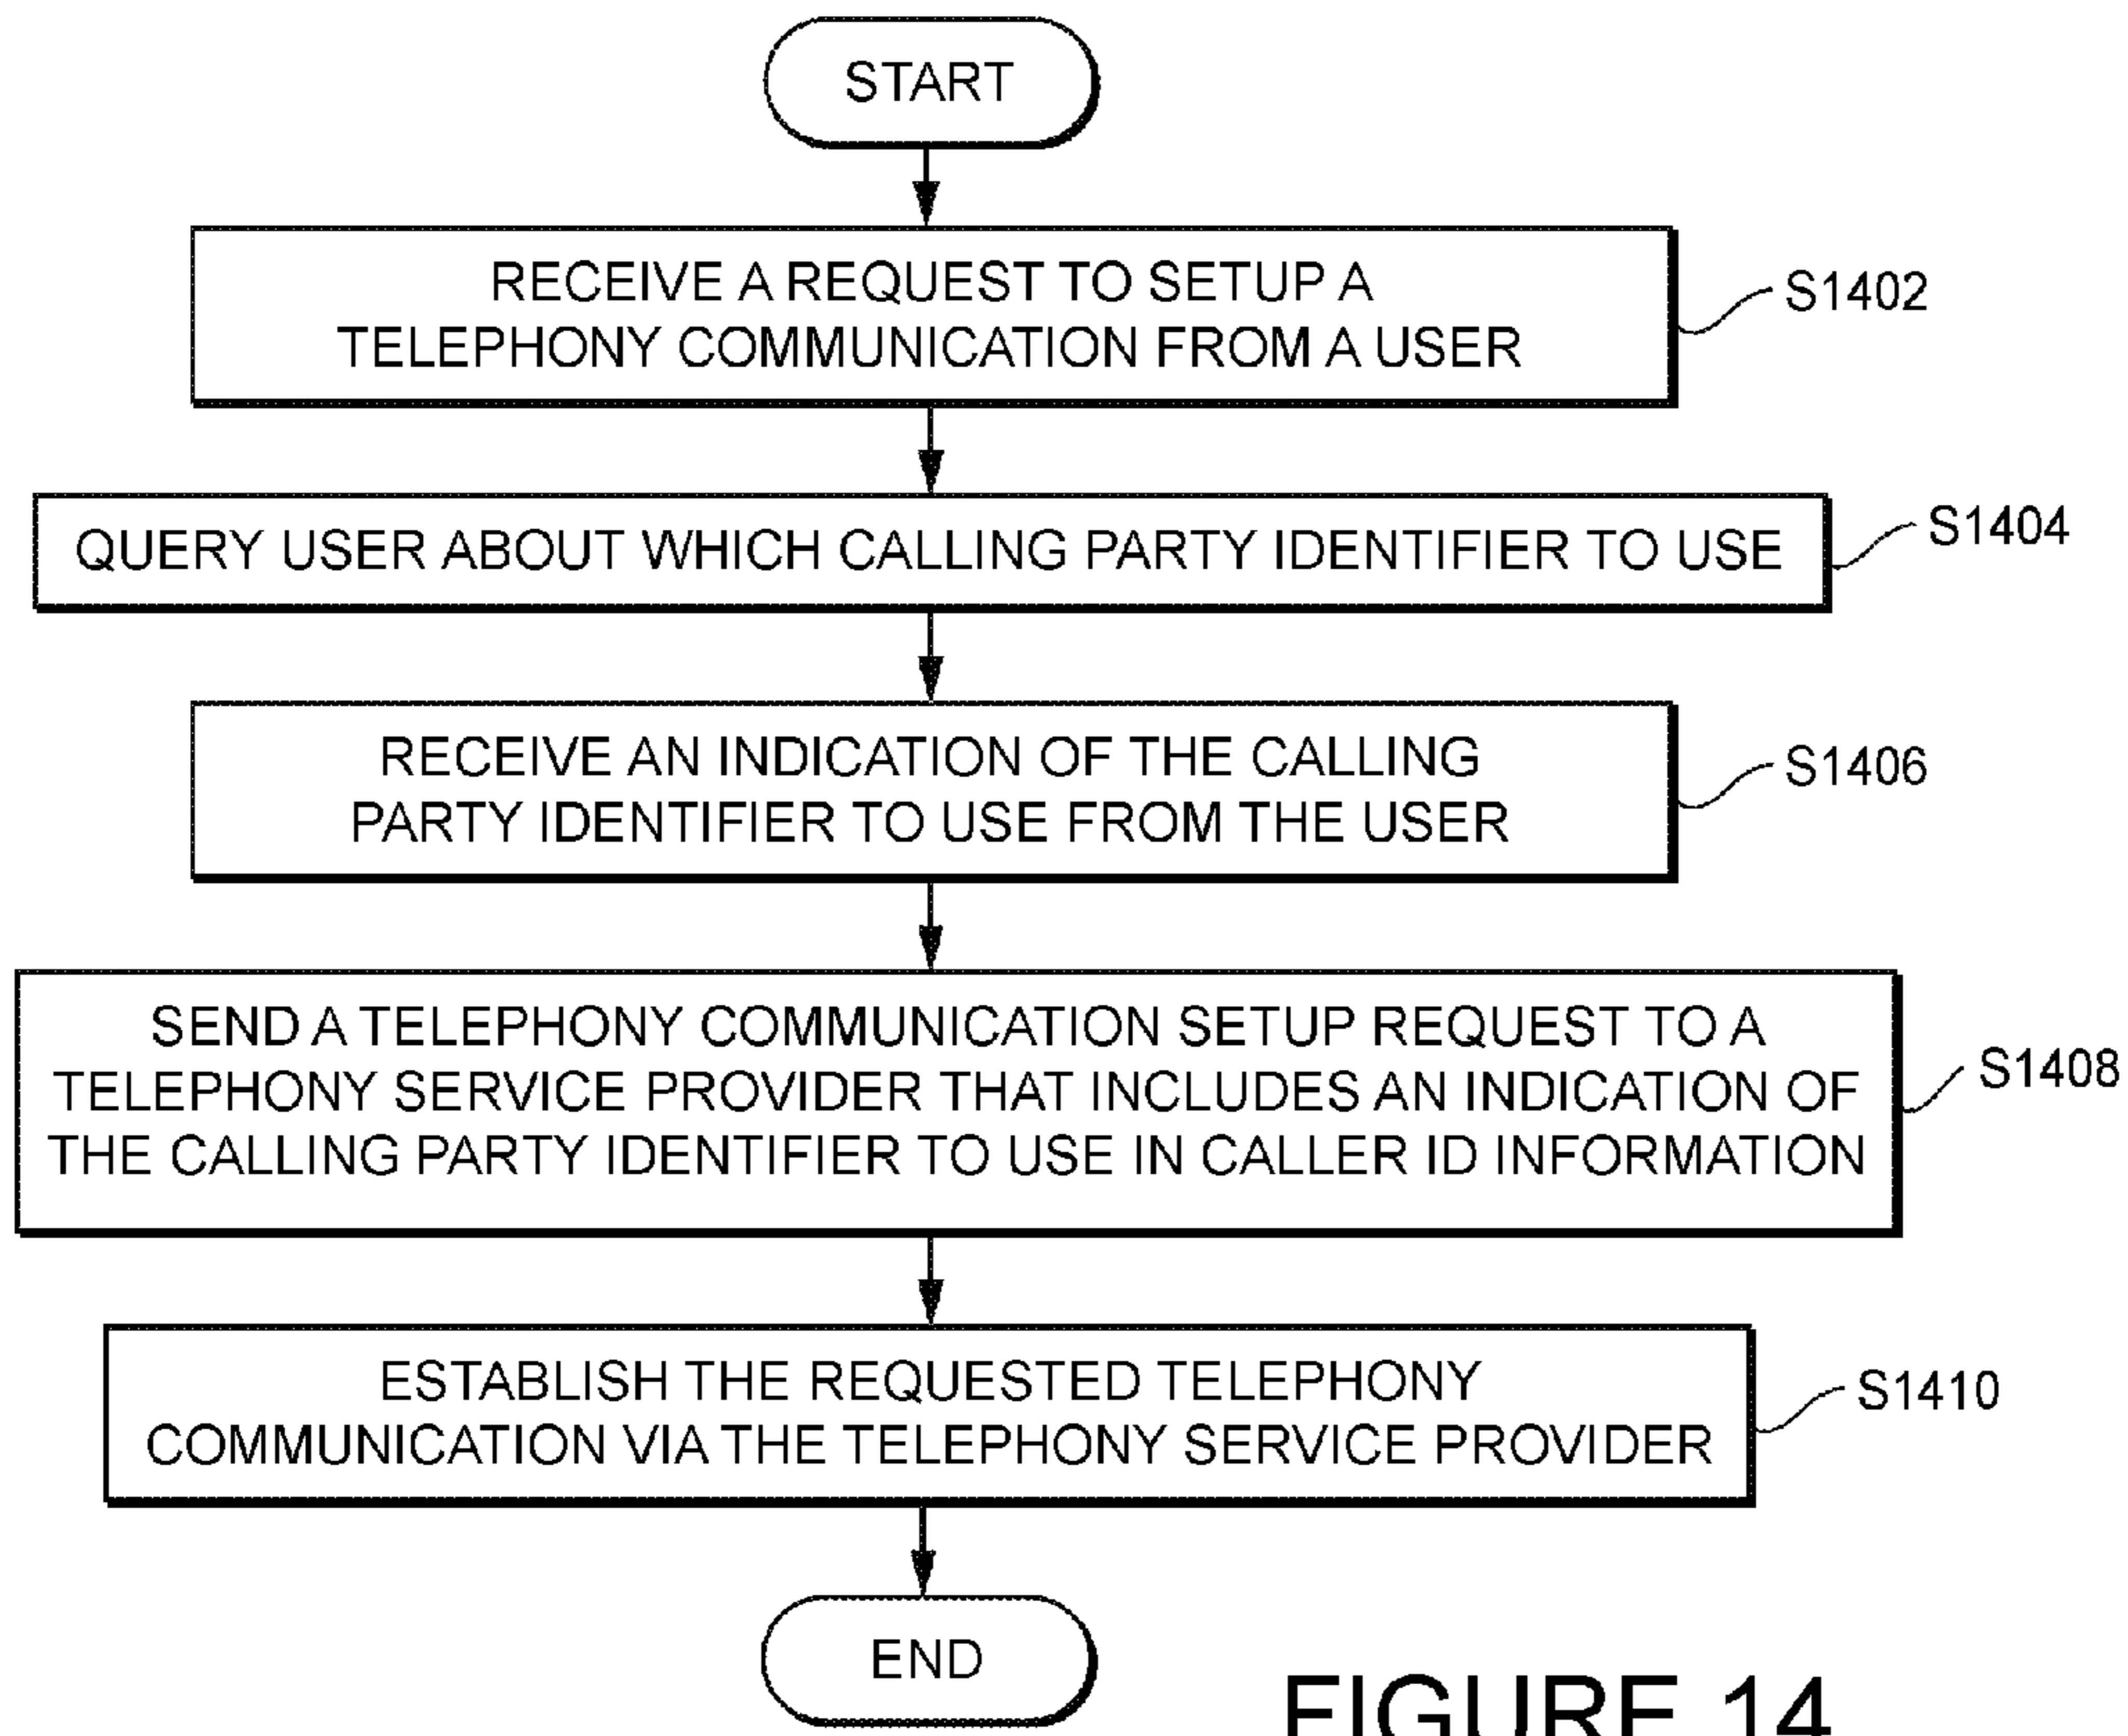 START
RECEIVE A REQUEST TO SETUP A
TELEPHONY COMMUNICATION FROM A USER
S1402
QUERY USER ABOUT WHICH CALLING PARTY IDENTIFIER TO USE
S1404
RECEIVE AN INDICATION OF THE CALLING
PARTY IDENTIFIER TO USE FROM THE USER
S1406
SEND A TELEPHONY COMMUNICATION SETUP REQUEST TO A
TELEPHONY SERVICE PROVIDER THAT INCLUDES AN INDICATION OF
THE CALLING PARTY IDENTIFIER TO USE IN CALLER ID INFORMATION
S1408
ESTABLISH THE REQUESTED TELEPHONY
COMMUNICATION VIA THE TELEPHONY SERVICE PROVIDER
S1410
END
FIGURE 14